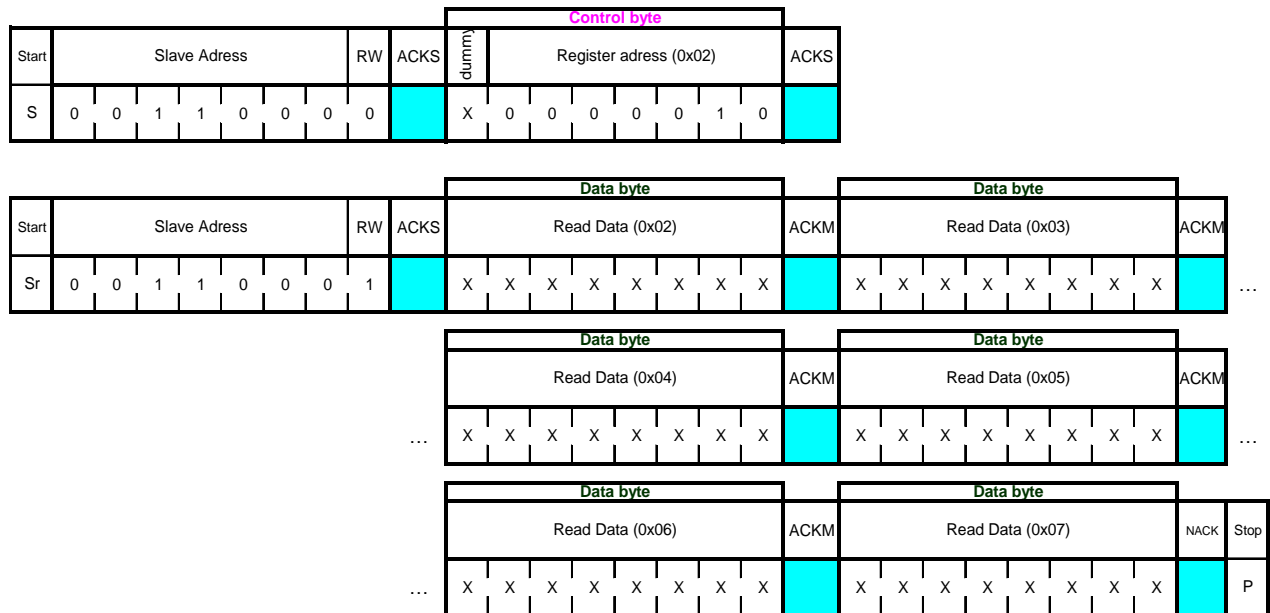 Control byte
Start Slave Adress RW ACKS dummy Register adress (0x02) ACKS
S 0 0 1 1 0 0 0 0 X 0 0 0 0 0 1 0
Data byte Data byte
Start Slave Adress RW ACKS Read Data (0x02) ACKM Read Data (0x03) ACKM
Sr 0 0 1 1 0 0 0 1 X X X X X X X X X X X X X X X X …
Data byte Data byte
Read Data (0x04) ACKM Read Data (0x05) ACKM
… X X X X X X X X X X X X X X X X …
Data byte Data byte
Read Data (0x06) ACKM Read Data (0x07) NACK Stop
… X X X X X X X X X X X X X X X X P